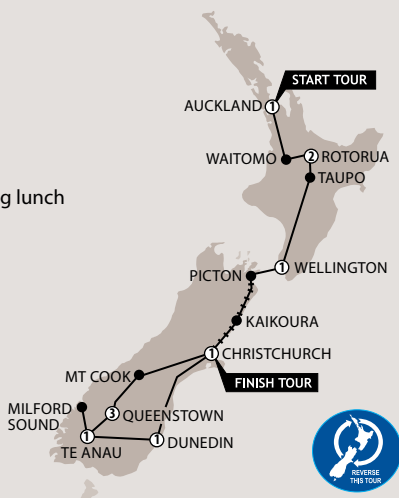 START TOUR
AUCKLAND 1
WAITOMO
2 ROTORUA
TAUPO
g lunch
1 WELLINGTON
PICTON
KAIKOURA
1 CHRISTCHURCH
FINISH TOUR
MT COOK
MILFORD
SOUND
3 QUEENSTOWN
1
TE ANAU
1 DUNEDIN
REVERSE
THIS TOUR